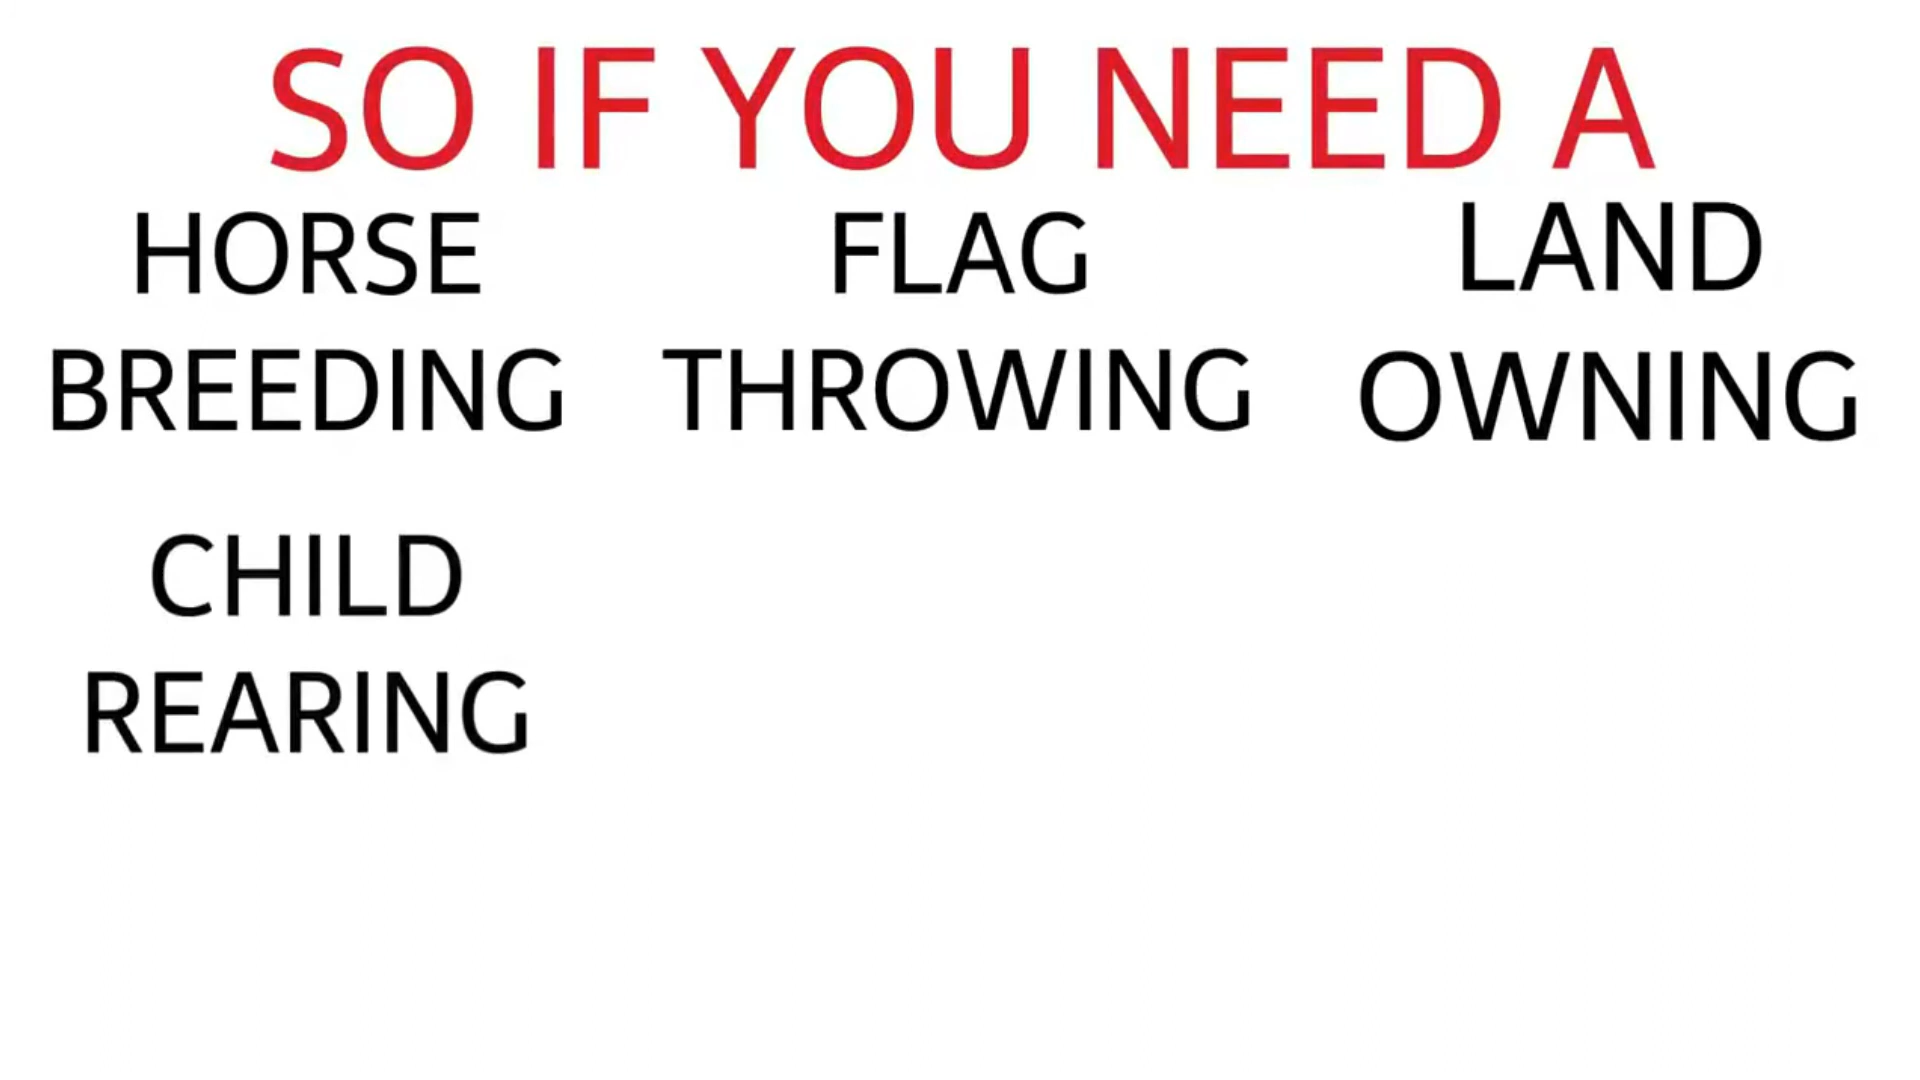 SO IF YOU NEED A
HORSE
BREEDING
FLAG
THROWING
LAND
OWNING
CHILD
REARING